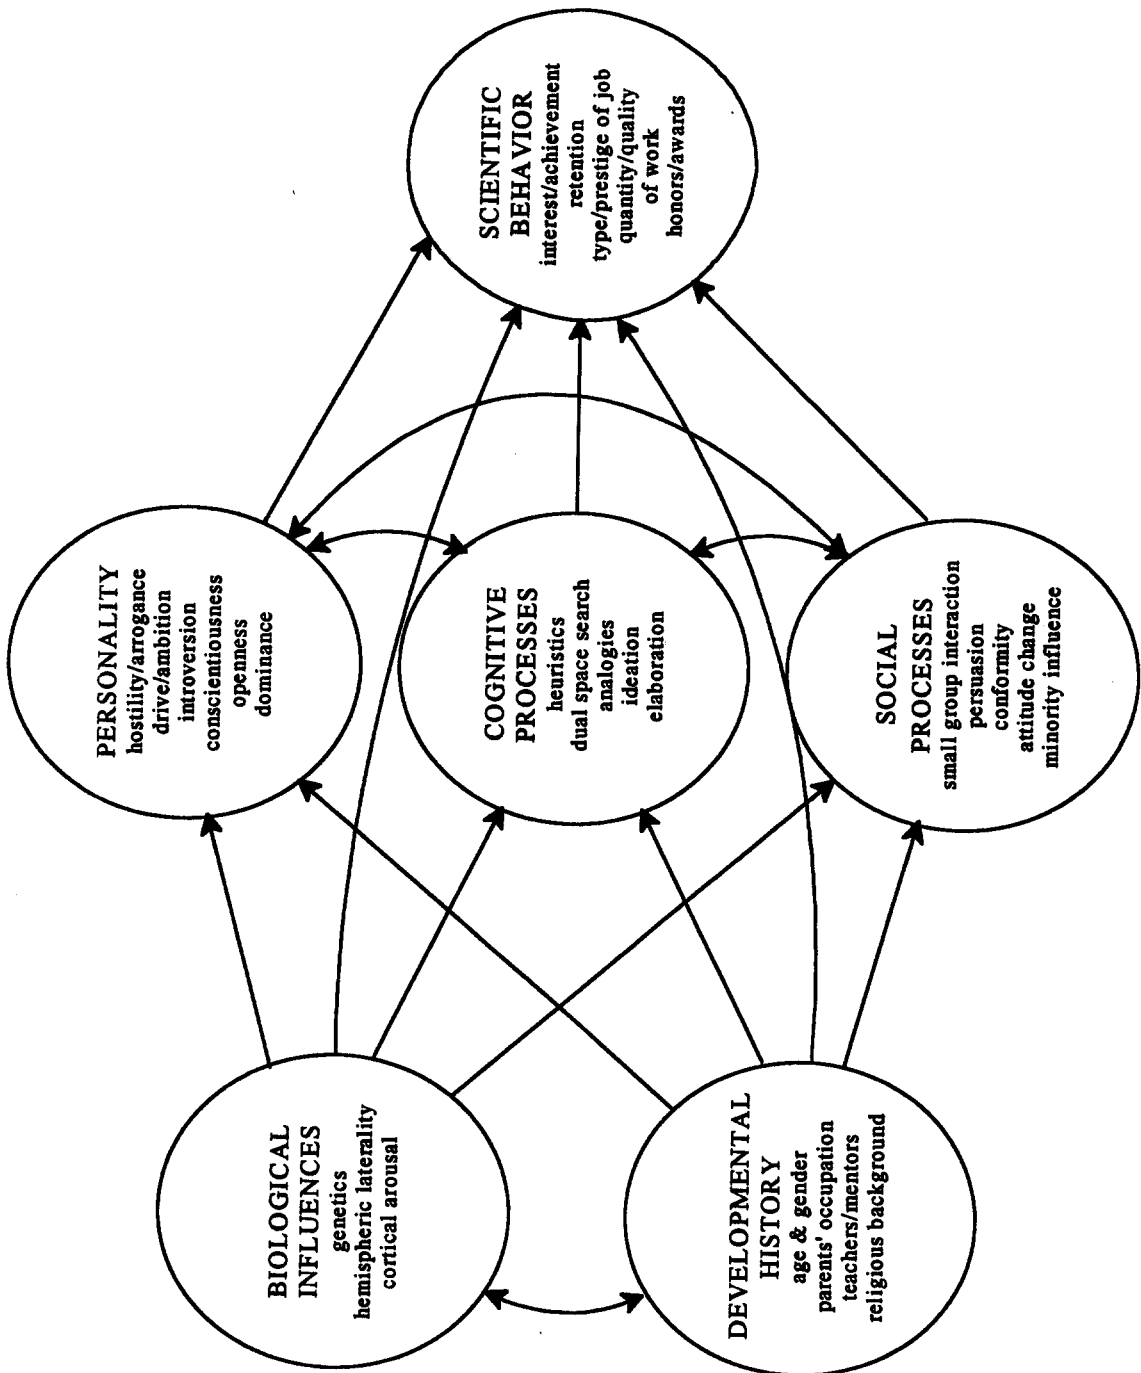 BIOLOGICAL
INFLUENCES
genetics
hemispheric laterality
cortical arousal
DEVELOPMENTAL
HISTORY
age & gender
parents' occupation
teachers/mentors
religious background
PERSONALITY
hostility/arrogance
drive/ambition
introversion
conscientiousness
openness
dominance
COGNITIVE
PROCESSES
heuristics
dual space search
analogies
ideation
elaboration
SOCIAL
PROCESSES
small group interaction
persuasion
conformity
attitude change
minority influence
SCIENTIFIC
BEHAVIOR
interest/achievement
retention
type/prestige of job
quantity/quality
of work
honors/awards